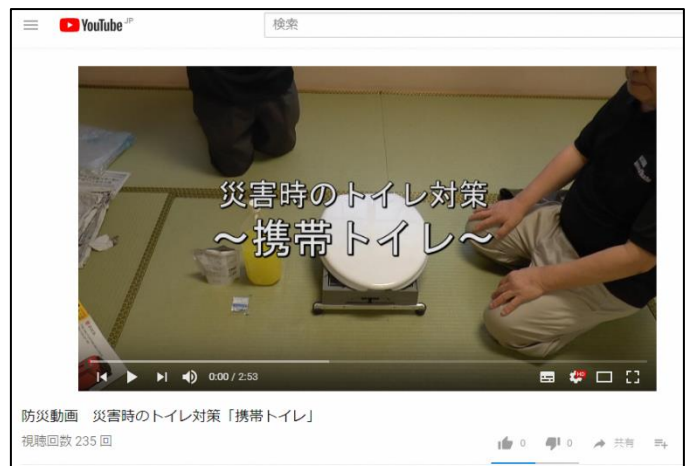 YouTube JP
検索
災害時のトイレ対策
～携帯トイレ～
0:00 / 2:53
HD
防災動画　災害時のトイレ対策「携帯トイレ」
視聴回数 235 回
0
0
共有